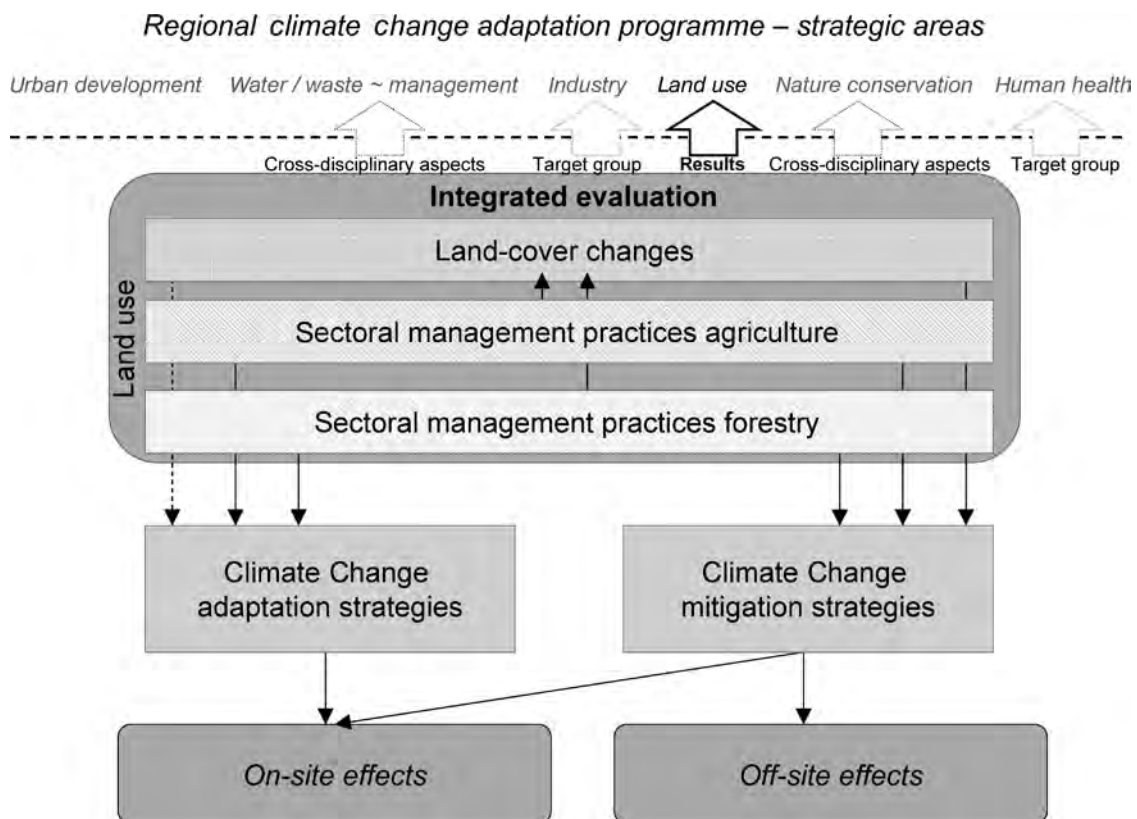 Regional climate change adaptation programme – strategic areas
Urban development Water / waste ~ management Industry Land use Nature conservation Human health
Cross-disciplinary aspects Target group Results Cross-disciplinary aspects Target group
Integrated evaluation
Land use
Land-cover changes
Sectoral management practices agriculture
Sectoral management practices forestry
Climate Change
adaptation strategies
Climate Change
mitigation strategies
On-site effects
Off-site effects